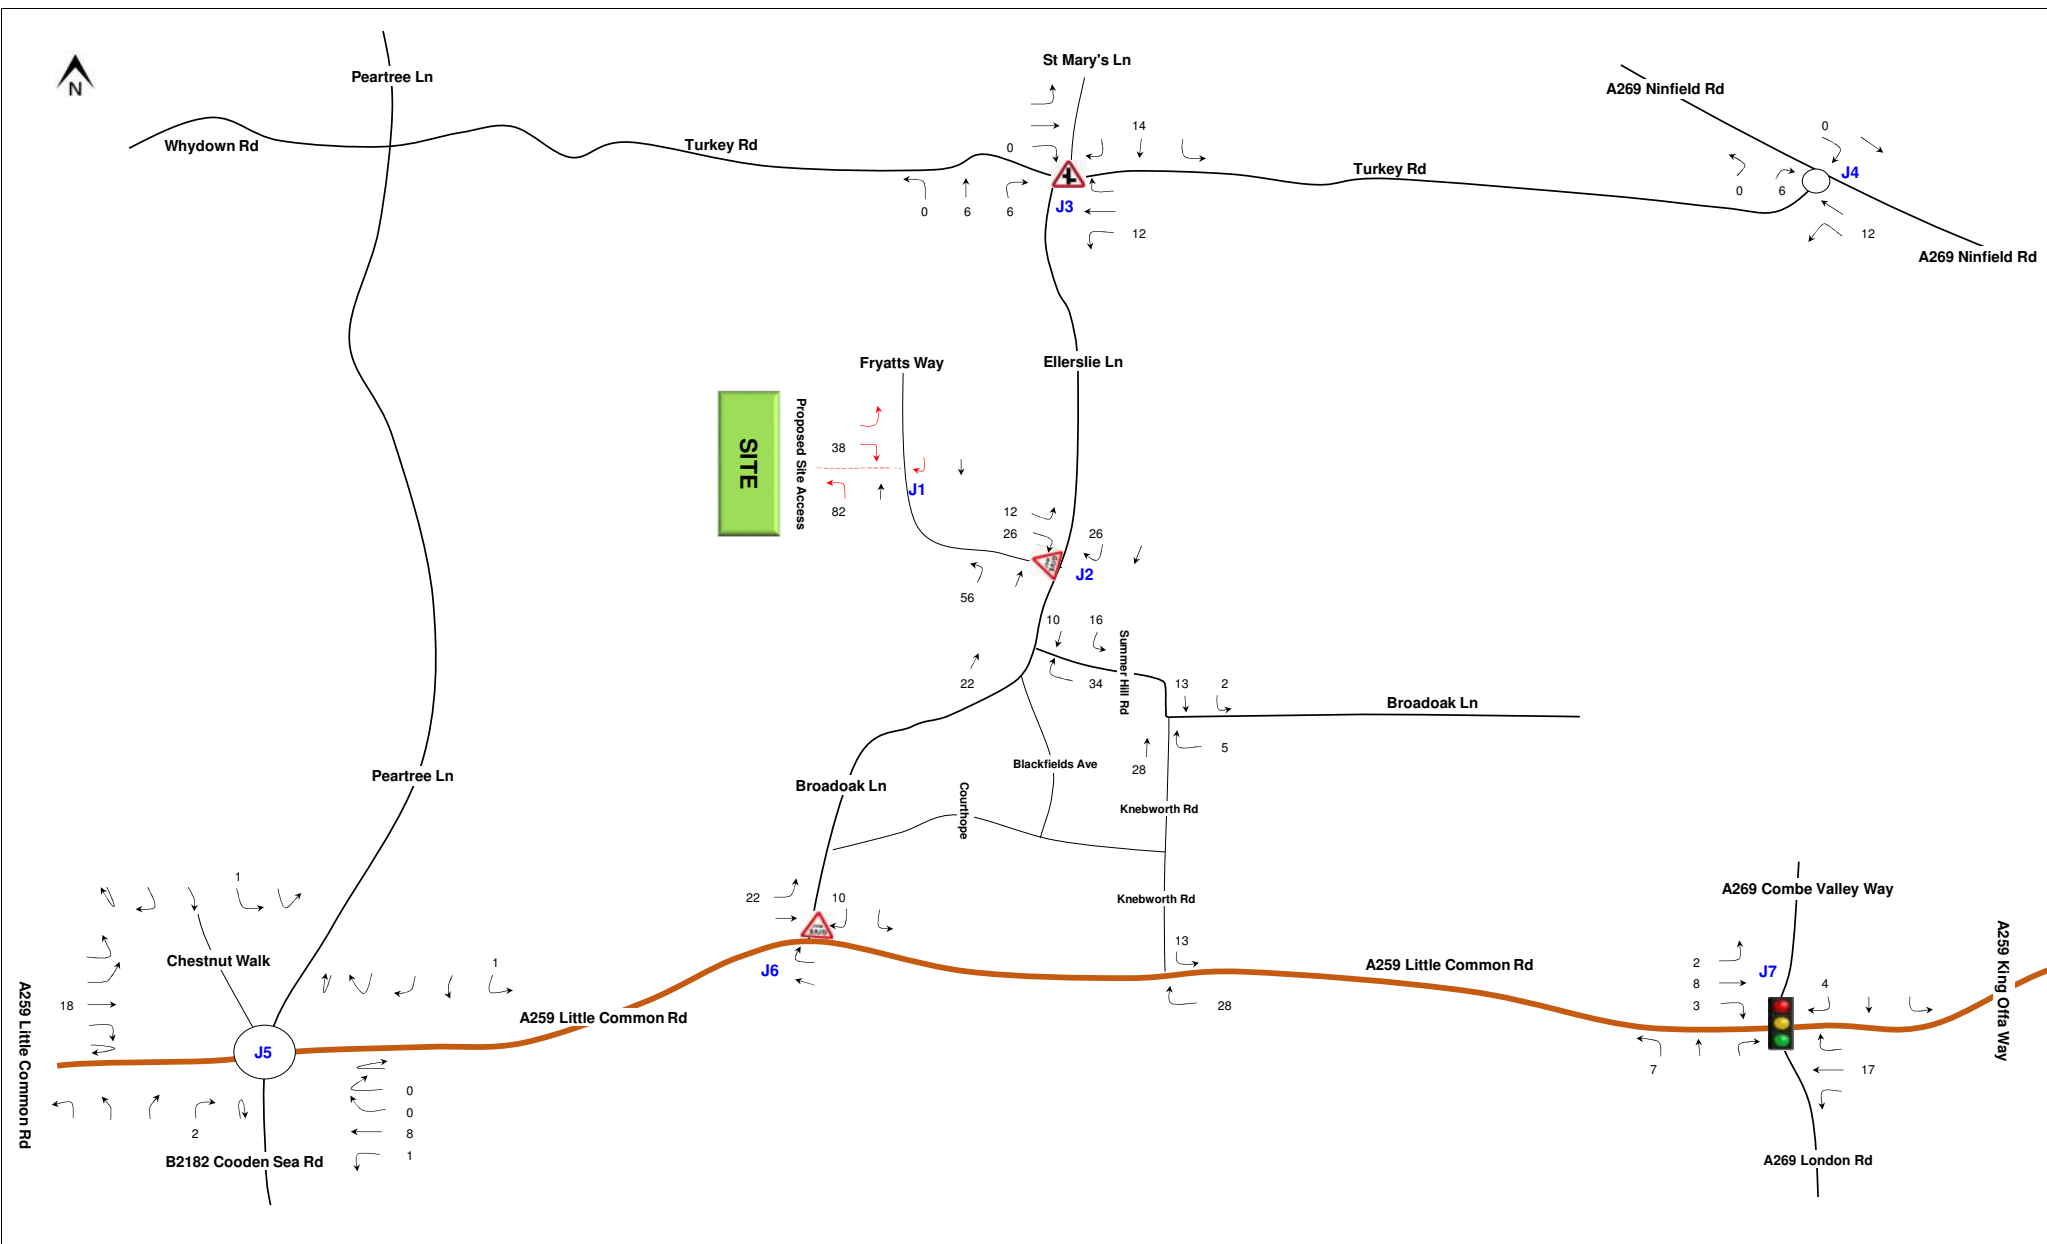 St Mary's Ln
Peartree Ln
N
A269 Ninfield Rd
14
0
Whydown Rd
Turkey Rd
0
Turkey Rd
J4
0
6
0
6
6
J3
12
12
A269 Ninfield Rd
Fryatts Way
Ellerslie Ln
SITE
Proposed Site Access
38
J1
82
12
26
26
J2
56
10
16
Summer Hill Rd
22
34
13
2
Broadoak Ln
5
28
Blackfields Ave
Peartree Ln
Broadoak Ln
Courthope
Knebworth Rd
1
22
10
Knebworth Rd
A269 Combe Valley Way
Chestnut Walk
1
J6
13
A259 Little Common Rd
2
J7
8
4
3
A259 King Offa Way
18
A259 Little Common Rd
28
A259 Little Common Rd
J5
7
17
0
0
2
8
1
B2182 Cooden Sea Rd
A269 London Rd